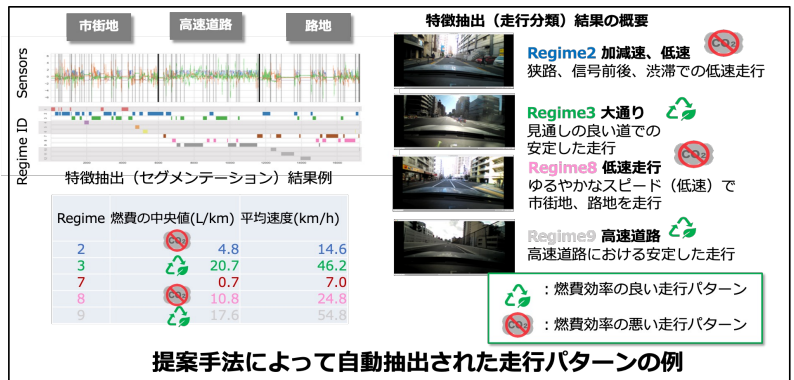 市街地 高速道路 路地
Sensors
Regime ID
特徴抽出（セグメンテーション）結果例
Regime 燃費の中央値(L/km) 平均速度(km/h)
2 CO2 4.8 14.6
3 20.7 46.2
7 0.7 7.0
8 CO2 10.8 24.8
9 17.6 54.8
特徴抽出（走行分類）結果の概要
Regime2 加減速、低速 CO2
狭路、信号前後、渋滞での低速走行
Regime3 大通り
見通しの良い道での
安定した走行
Regime8 低速走行 CO2
ゆるやかなスピード（低速）で
市街地、路地を走行
Regime9 高速道路
高速道路における安定した走行
：燃費効率の良い走行パターン
CO2 ：燃費効率の悪い走行パターン
提案手法によって自動抽出された走行パターンの例